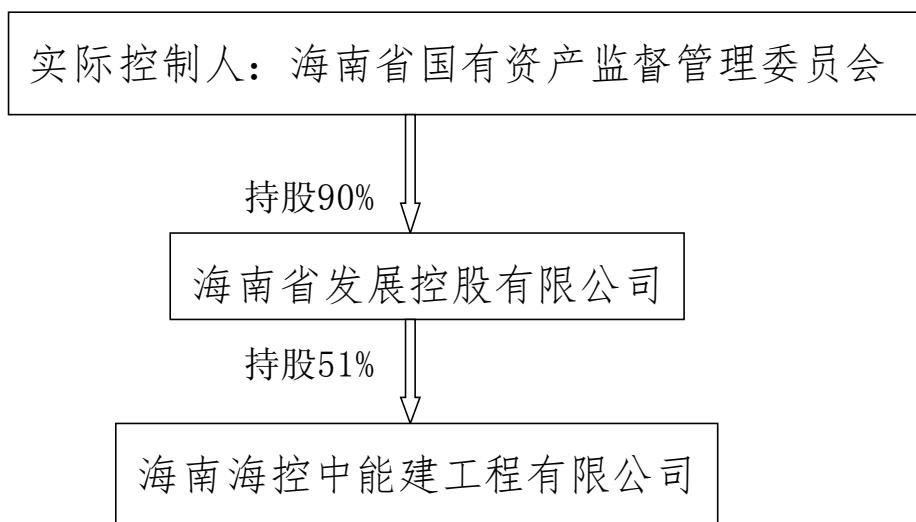 实际控制人：海南省国有资产监督管理委员会
持股90%
海南省发展控股有限公司
持股51%
海南海控中能建工程有限公司